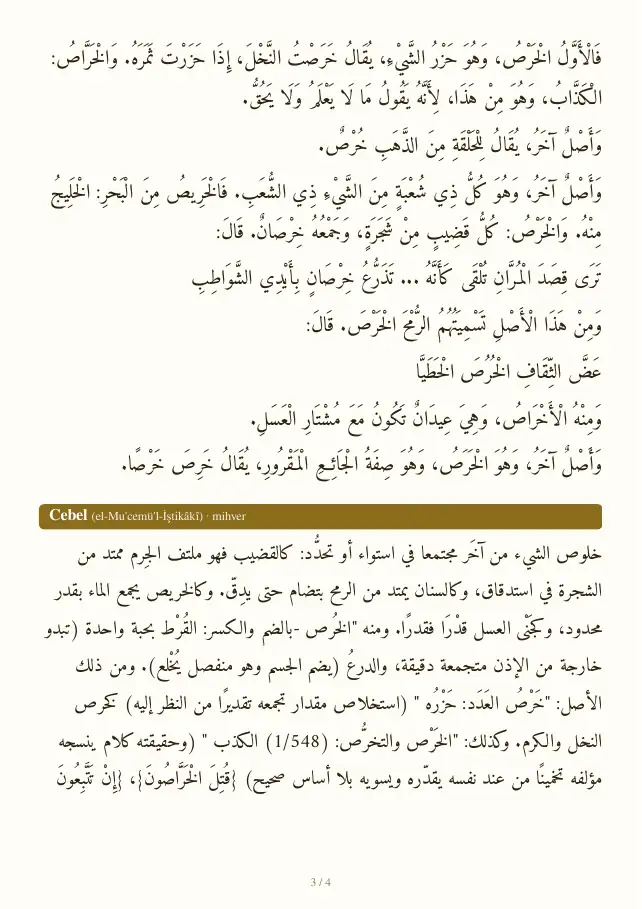 فَالْأَوَّلُ الْخَرْصُ، وَهُوَ حَزْرُ الشَّيْءِ، يُقَالُ خَرَصْتُ النَّخْلَ، إِذَا حَزَرْتَ ثَمَرَهُ. وَالْخَرَّاصُ:
الْكَذَّابُ، وَهُوَ مِنْ هَذَا، لِأَنَّهُ يَقُولُ مَا لَا يَعْلَمُ وَلَا يَحُقُّ.
وَأَصْلٌ آخَرُ، يُقَالُ لِلْحَلْقَةِ مِنَ الذَّهَبِ خُرْصٌ.
وَأَصْلٌ آخَرُ، وَهُوَ كُلُّ ذِي شُعْبَةٍ مِنَ الشَّيْءِ ذِي الشُّعَبِ. فَالْخَرِيصُ مِنَ الْبَحْرِ: الْخَلِيجُ
مِنْهُ. وَالْخَرْصُ: كُلُّ قَضِيبٍ مِنْ شَجَرَةٍ، وَجَمْعُهُ خِرْصَانٌ. قَالَ:
تَرَى قِصَدَ الْمُرَّانِ تُلْقَى كَأَنَّهُ ... تَذَرُّعُ خِرْصَانٍ بِأَيْدِي الشَّوَاطِبِ
وَمِنْ هَذَا الْأَصْلِ تَسْمِيَتُهُمُ الرُّمْحَ الْخَرْصَ. قَالَ:
عَضَّ الثِّقَافِ الْخُرُصَ الْخَطِّيَّا
وَمِنْهُ الْأَخْرَاصُ، وَهِيَ عِيدَانٌ تَكُونُ مَعَ مُشْتَارِ الْعَسَلِ.
وَأَصْلٌ آخَرُ، وَهُوَ الْخَرَصُ، وَهُوَ صِفَةُ الْجَائِعِ الْمَقْرُورِ، يُقَالُ خَرِصَ خَرَصًا.
Cebel (el-Mu'cemü'l-İştikâkî) · mihver
خلوص الشيء من آخَر مجتمعا في استواء أو تحدُّد: كالقضيب فهو ملتف الجِرم ممتد من
الشجرة في استدقاق، وكالسنان يمتد من الرمح بتضام حتى يدِقّ. وكالخريص يجمع الماء بقدر
محدود، وكجَنْى العسل قدْرَا فقدرًا. ومنه "الخُرص -بالضم والكسر: القُرْط بحبة واحدة (تبدو
خارجة من الإذن متجمعة دقيقة، والدرعُ (يضم الجسم وهو منفصل يُخْلع). ومن ذلك
الأصل: "خَرْصُ العَدَد: حَزْرُه " (استخلاص مقدار تجمعه تقديرًا من النظر إليه) كخرص
النخل والكرم. وكذلك: "الخَرْص والتخرُّص: (1/548) الكذب " (وحقيقته كلام ينسجه
مؤلفه تخمينًا من عند نفسه يقدّره ويسويه بلا أساس صحيح) {قُتِلَ الْخَرَّاصُونَ}، {إِنْ تَتَّبِعُونَ
3 / 4